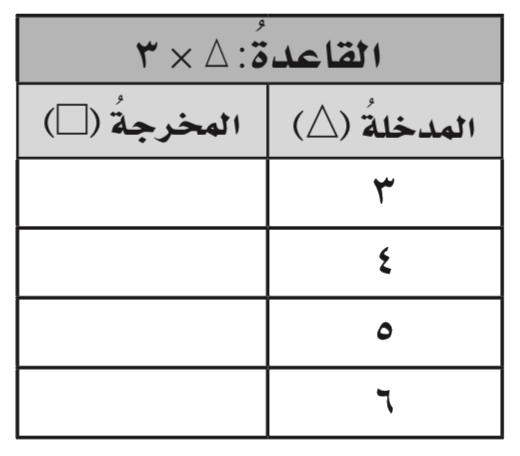 القاعدةُ: △ × ٣
المدخلةُ (△) المخرجةُ (□)
٣
٤
٥
٦